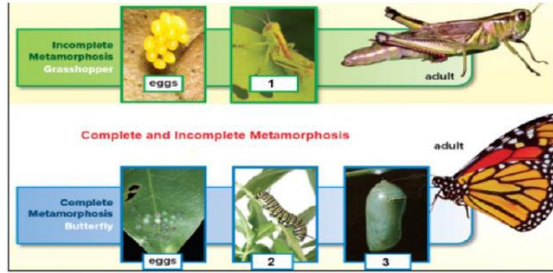 Incomplete
Metamorphosis
Grasshopper
eggs
1
adult
Complete and Incomplete Metamorphosis
adult
Complete
Metamorphosis
Butterfly
eggs
2
3